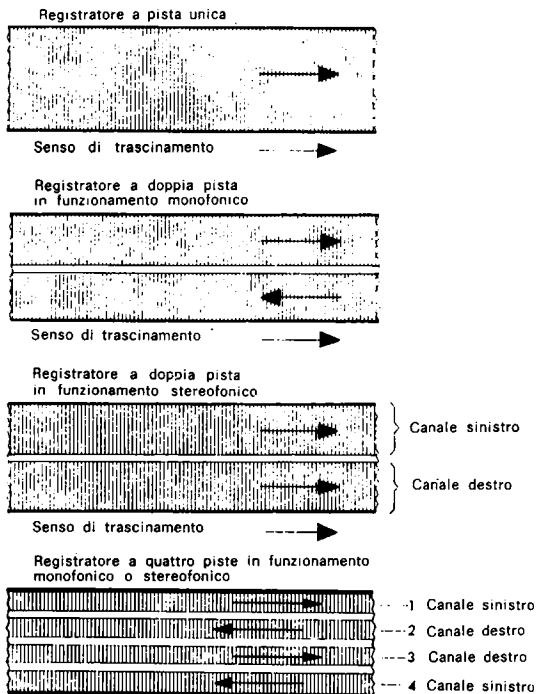 Registratore a pista unica
Senso di trascinamento
Registratore a doppia pista
in funzionamento monofonico
Senso di trascinamento
Registratore a doppia pista
in funzionamento stereofonico
Canale sinistro
Canale destro
Senso di trascinamento
Registratore a quattro piste in funzionamento
monofonico o stereofonico
1 Canale sinistro
2 Canale destro
3 Canale destro
4 Canale sinistro